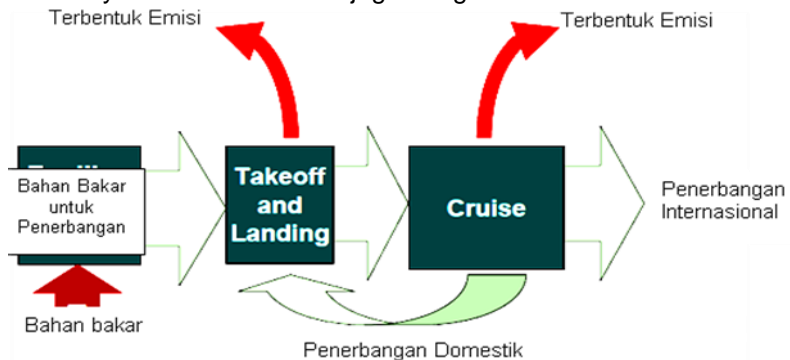 Terbentuk Emisi
Terbentuk Emisi
Bahan Bakar
untuk
Penerbangan
Takeoff
and
Landing
Cruise
Penerbangan
Internasional
Bahan bakar
Penerbangan Domestik